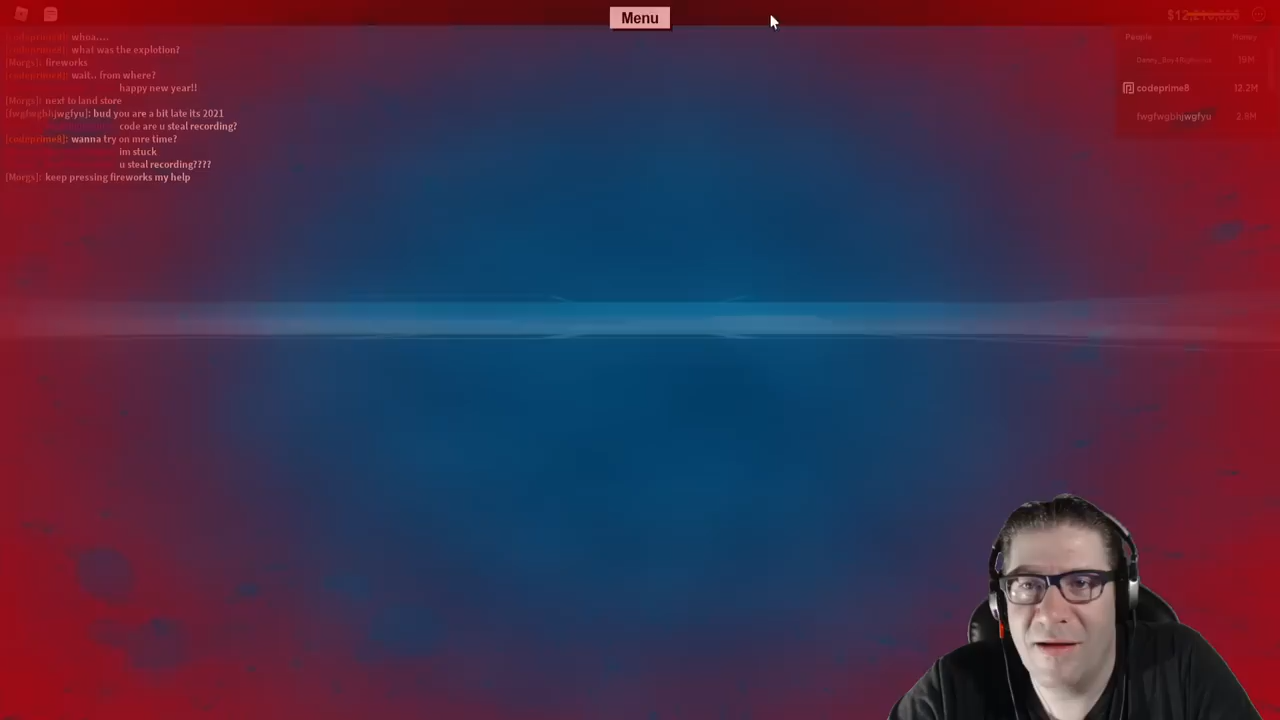 Menu
[codeprime8]: whoa....
[codeprime8]: what was the explotion?
[Morgs]: fireworks
[codeprime8]: wait.. from where?
happy new year!!
[Morgs]: next to land store
[fwgfwgbhjwgfyu]: bud you are a bit late its 2021
code are u steal recording?
[codeprime8]: wanna try on mre time?
im stuck
u steal recording????
[Morgs]: keep pressing fireworks my help
People Money
19M
codeprime8 12.2M
fwgfwgbhjwgfyu 2.8M